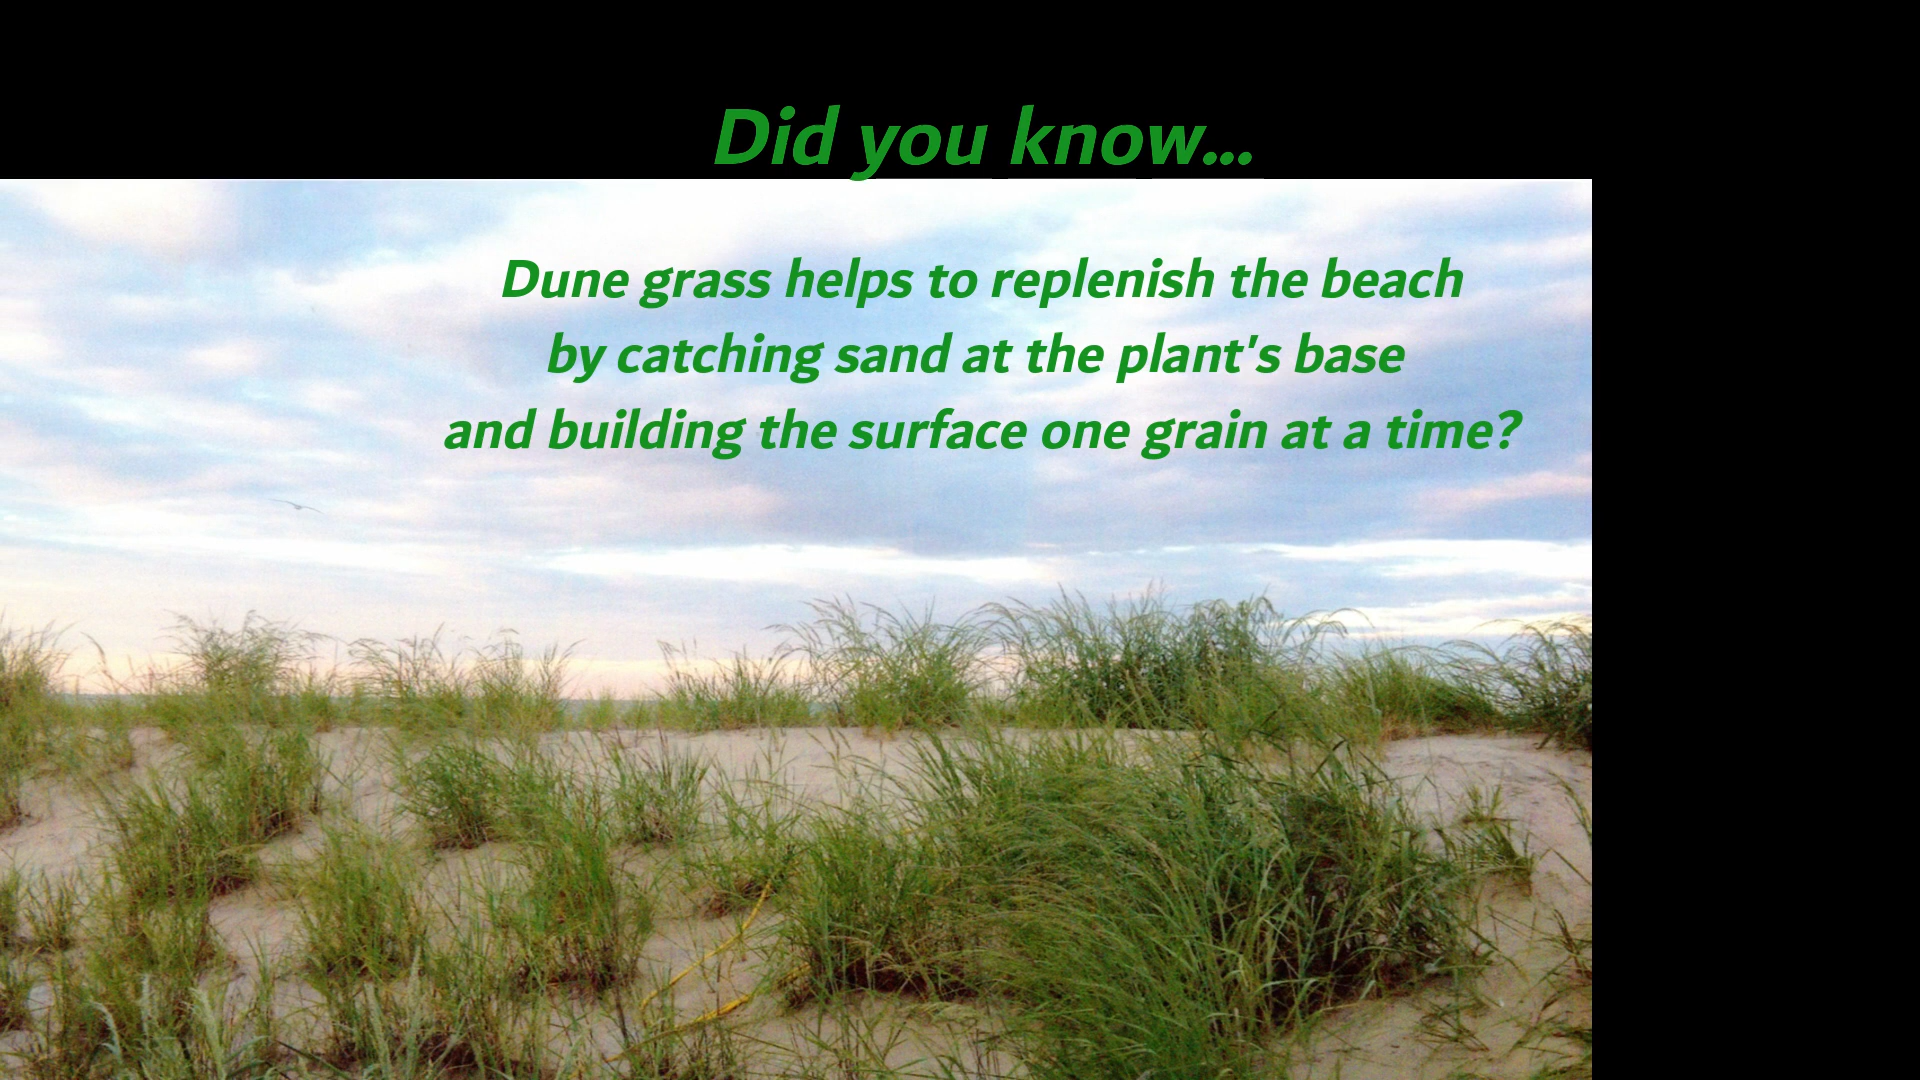 Did you know...
Dune grass helps to replenish the beach
by catching sand at the plant's base
and building the surface one grain at a time?